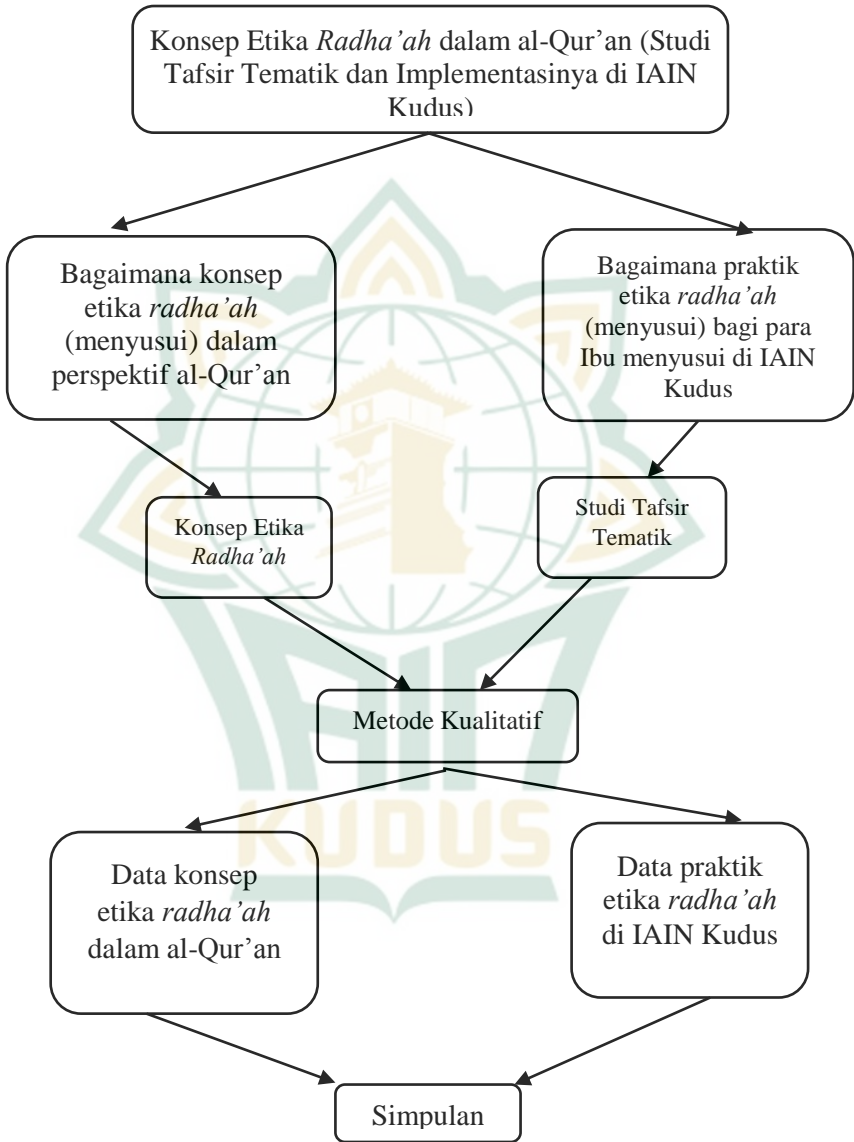 Konsep Etika Radha’ah dalam al-Qur’an (Studi
Tafsir Tematik dan Implementasinya di IAIN
Kudus)
Bagaimana konsep
etika radha’ah
(menyusui) dalam
perspektif al-Qur’an
Bagaimana praktik
etika radha’ah
(menyusui) bagi para
Ibu menyusui di IAIN
Kudus
Konsep Etika
Radha’ah
Studi Tafsir
Tematik
Metode Kualitatif
IAIN
KUDUS
Data konsep
etika radha’ah
dalam al-Qur’an
Data praktik
etika radha’ah
di IAIN Kudus
Simpulan